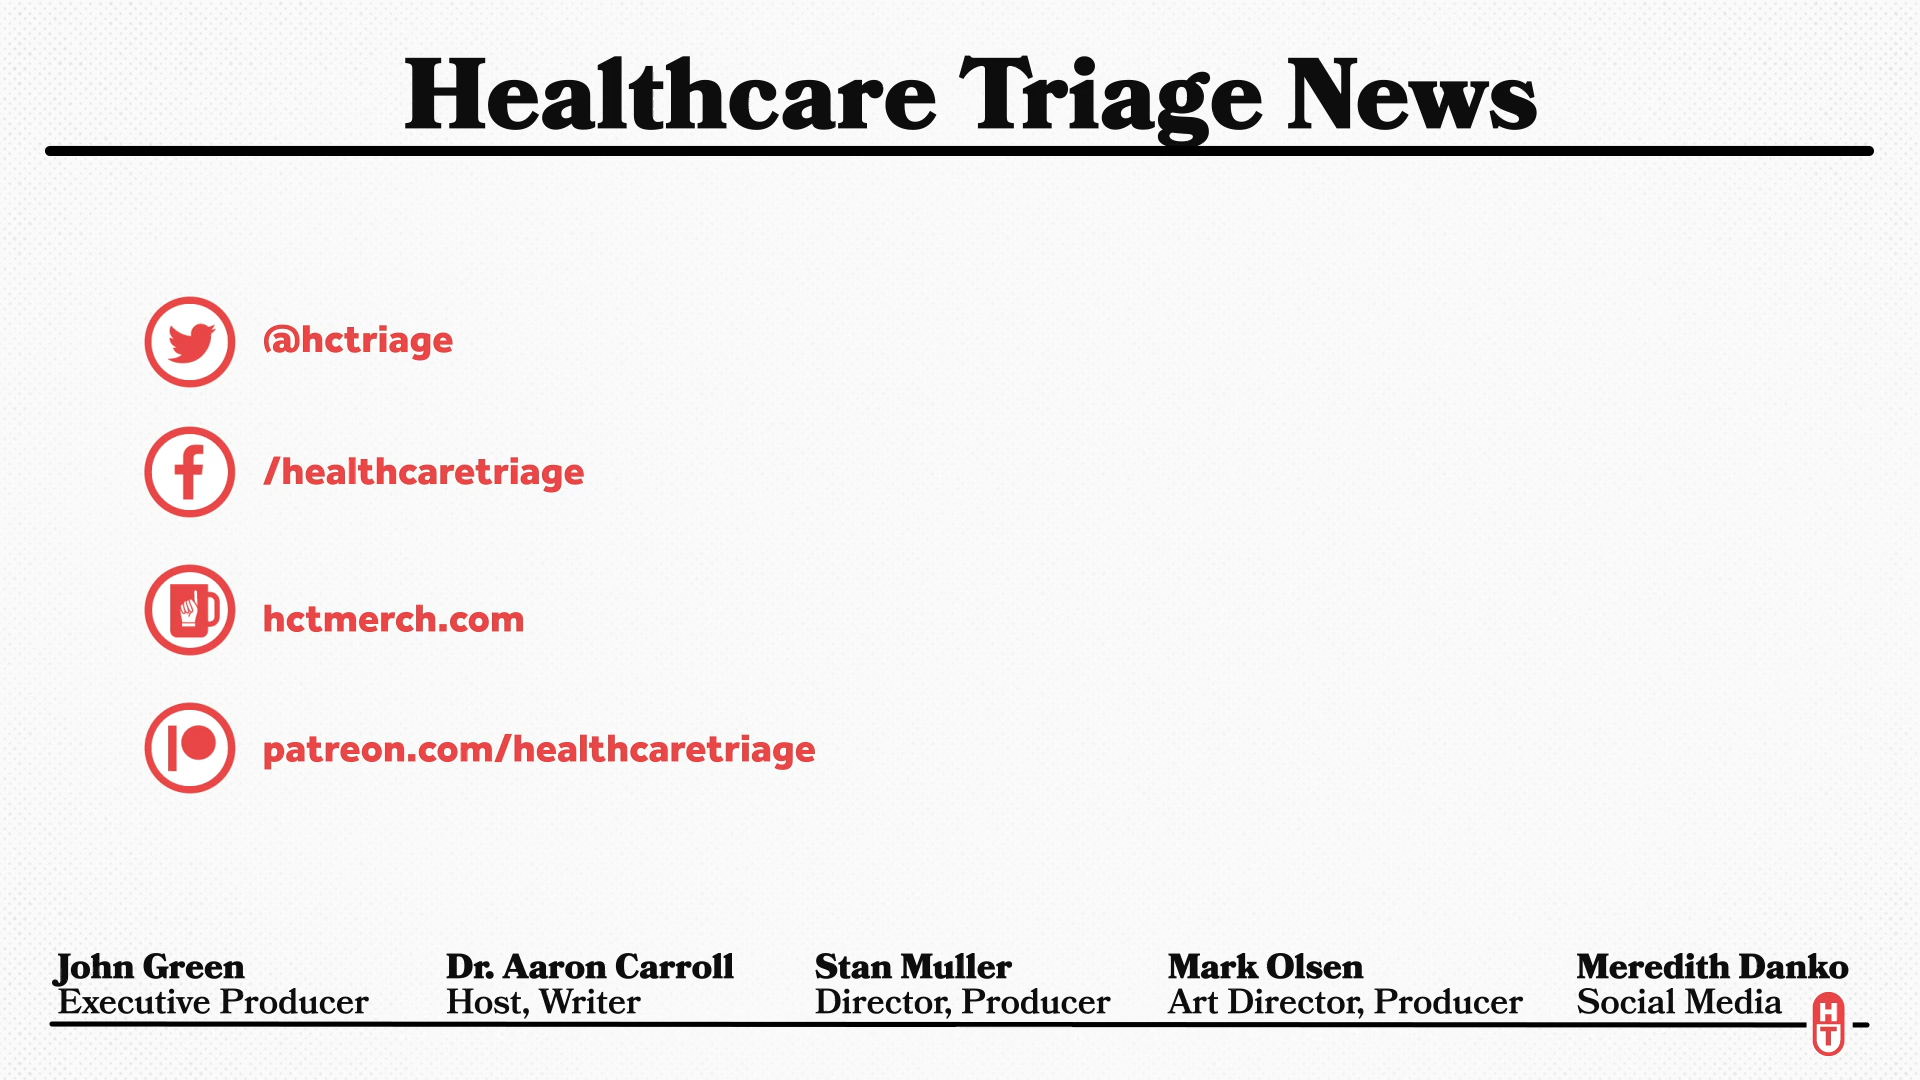 Healthcare Triage News
@hctriage
/healthcaretriage
hctmerch.com
patreon.com/healthcaretriage
John Green
Executive Producer
Dr. Aaron Carroll
Host, Writer
Stan Muller
Director, Producer
Mark Olsen
Art Director, Producer
Meredith Danko
Social Media
H
T